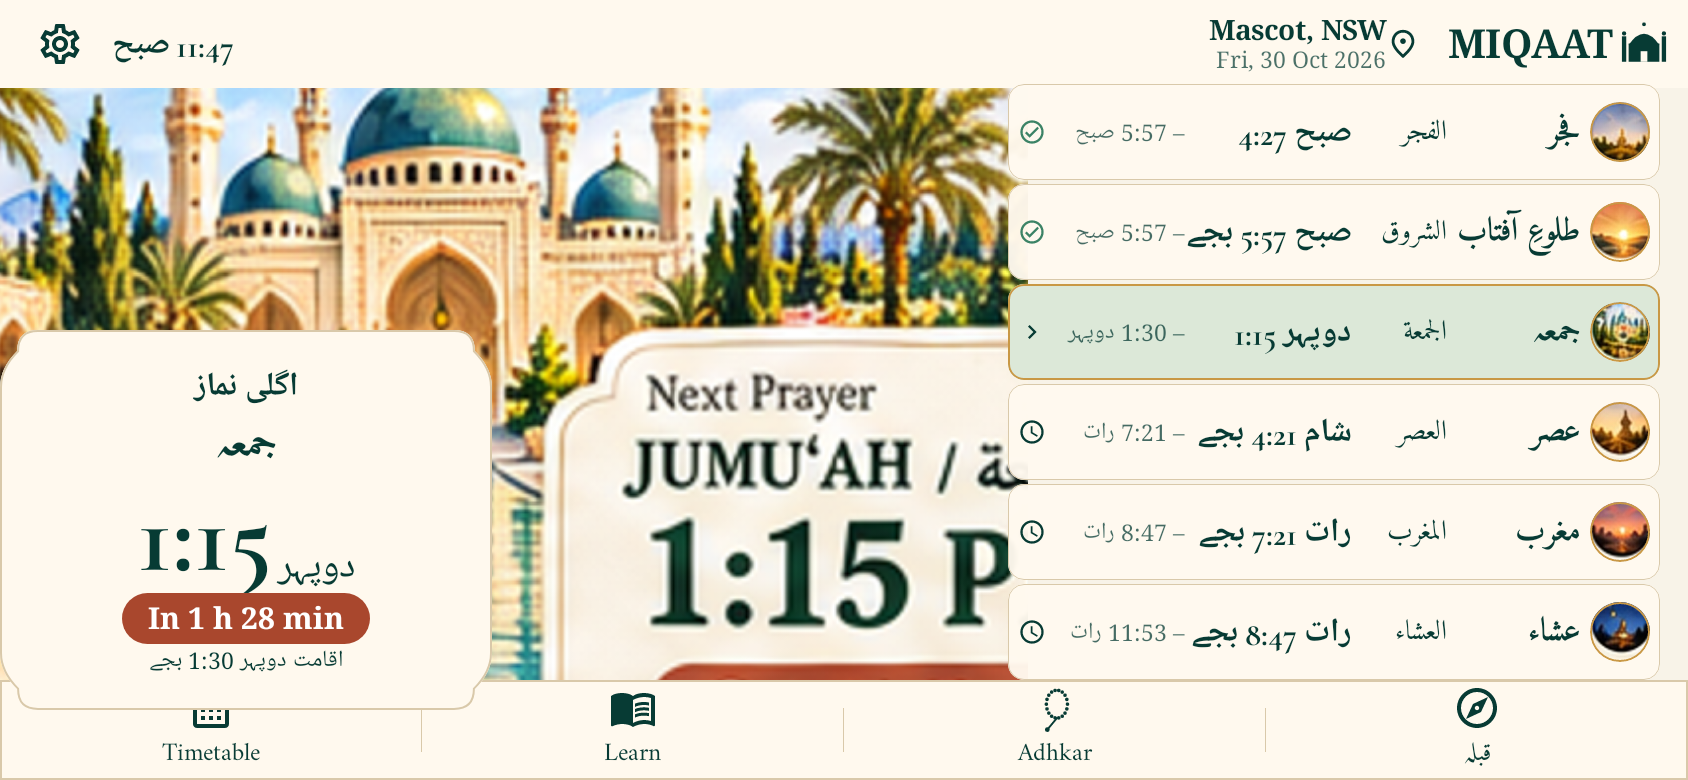 MIQAAT
Mascot, NSW
Fri, 30 Oct 2026
11:47 صبح
فجر الفجر صبح 4:27 – 5:57 صبح
طلوعِ آفتاب الشروق صبح 5:57 بجے – 5:57 صبح
جمعہ الجمعة دوپہر 1:15 – 1:30 دوپہر
عصر العصر شام 4:21 بجے – 7:21 رات
مغرب المغرب رات 7:21 بجے – 8:47 رات
عشاء العشاء رات 8:47 بجے – 11:53 رات
Next Prayer
JUMU‘AH /
1:15 P
اگلی نماز
جمعہ
1:15 دوپہر
In 1 h 28 min
اقامت دوپہر 1:30 بجے
Timetable
Learn
Adhkar
قبلہ